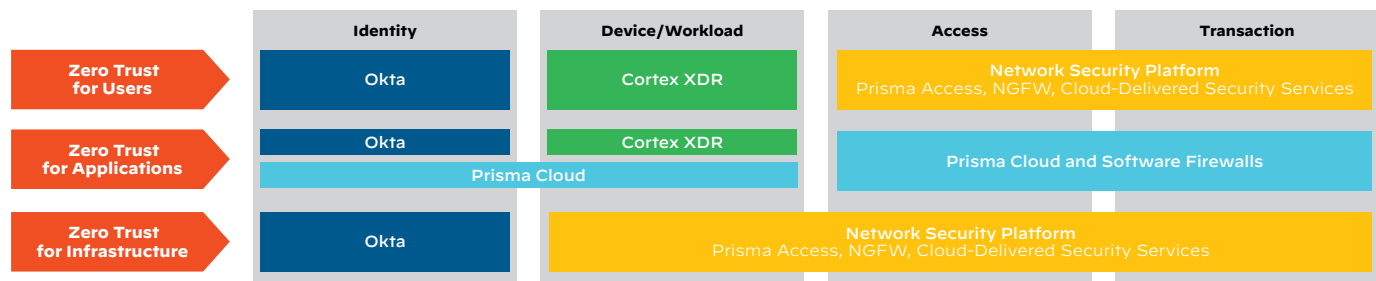 Identity
Device/Workload
Access
Transaction
Zero Trust
for Users
Okta
Cortex XDR
Network Security Platform
Prisma Access, NGFW, Cloud-Delivered Security Services
Zero Trust
for Applications
Okta
Cortex XDR
Prisma Cloud
Prisma Cloud and Software Firewalls
Zero Trust
for Infrastructure
Okta
Network Security Platform
Prisma Access, NGFW, Cloud-Delivered Security Services